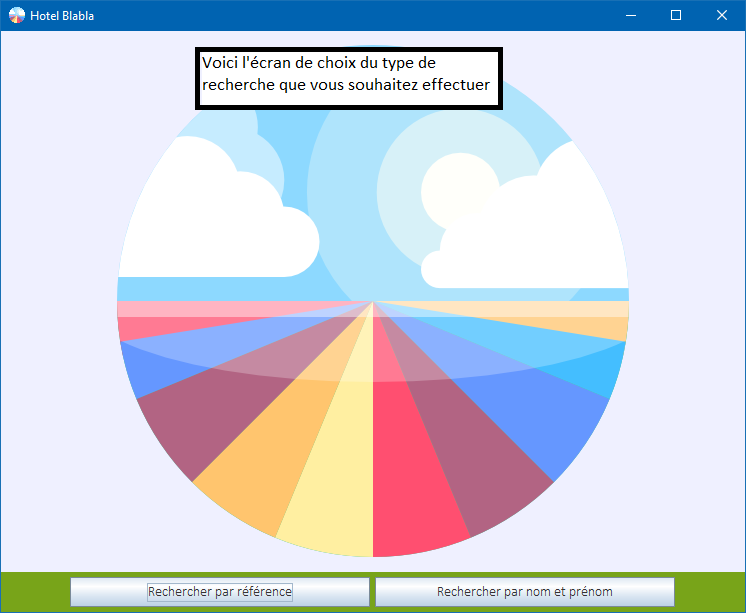 Hotel Blabla
Voici l'écran de choix du type de
recherche que vous souhaitez effectuer
Rechercher par référence
Rechercher par nom et prénom